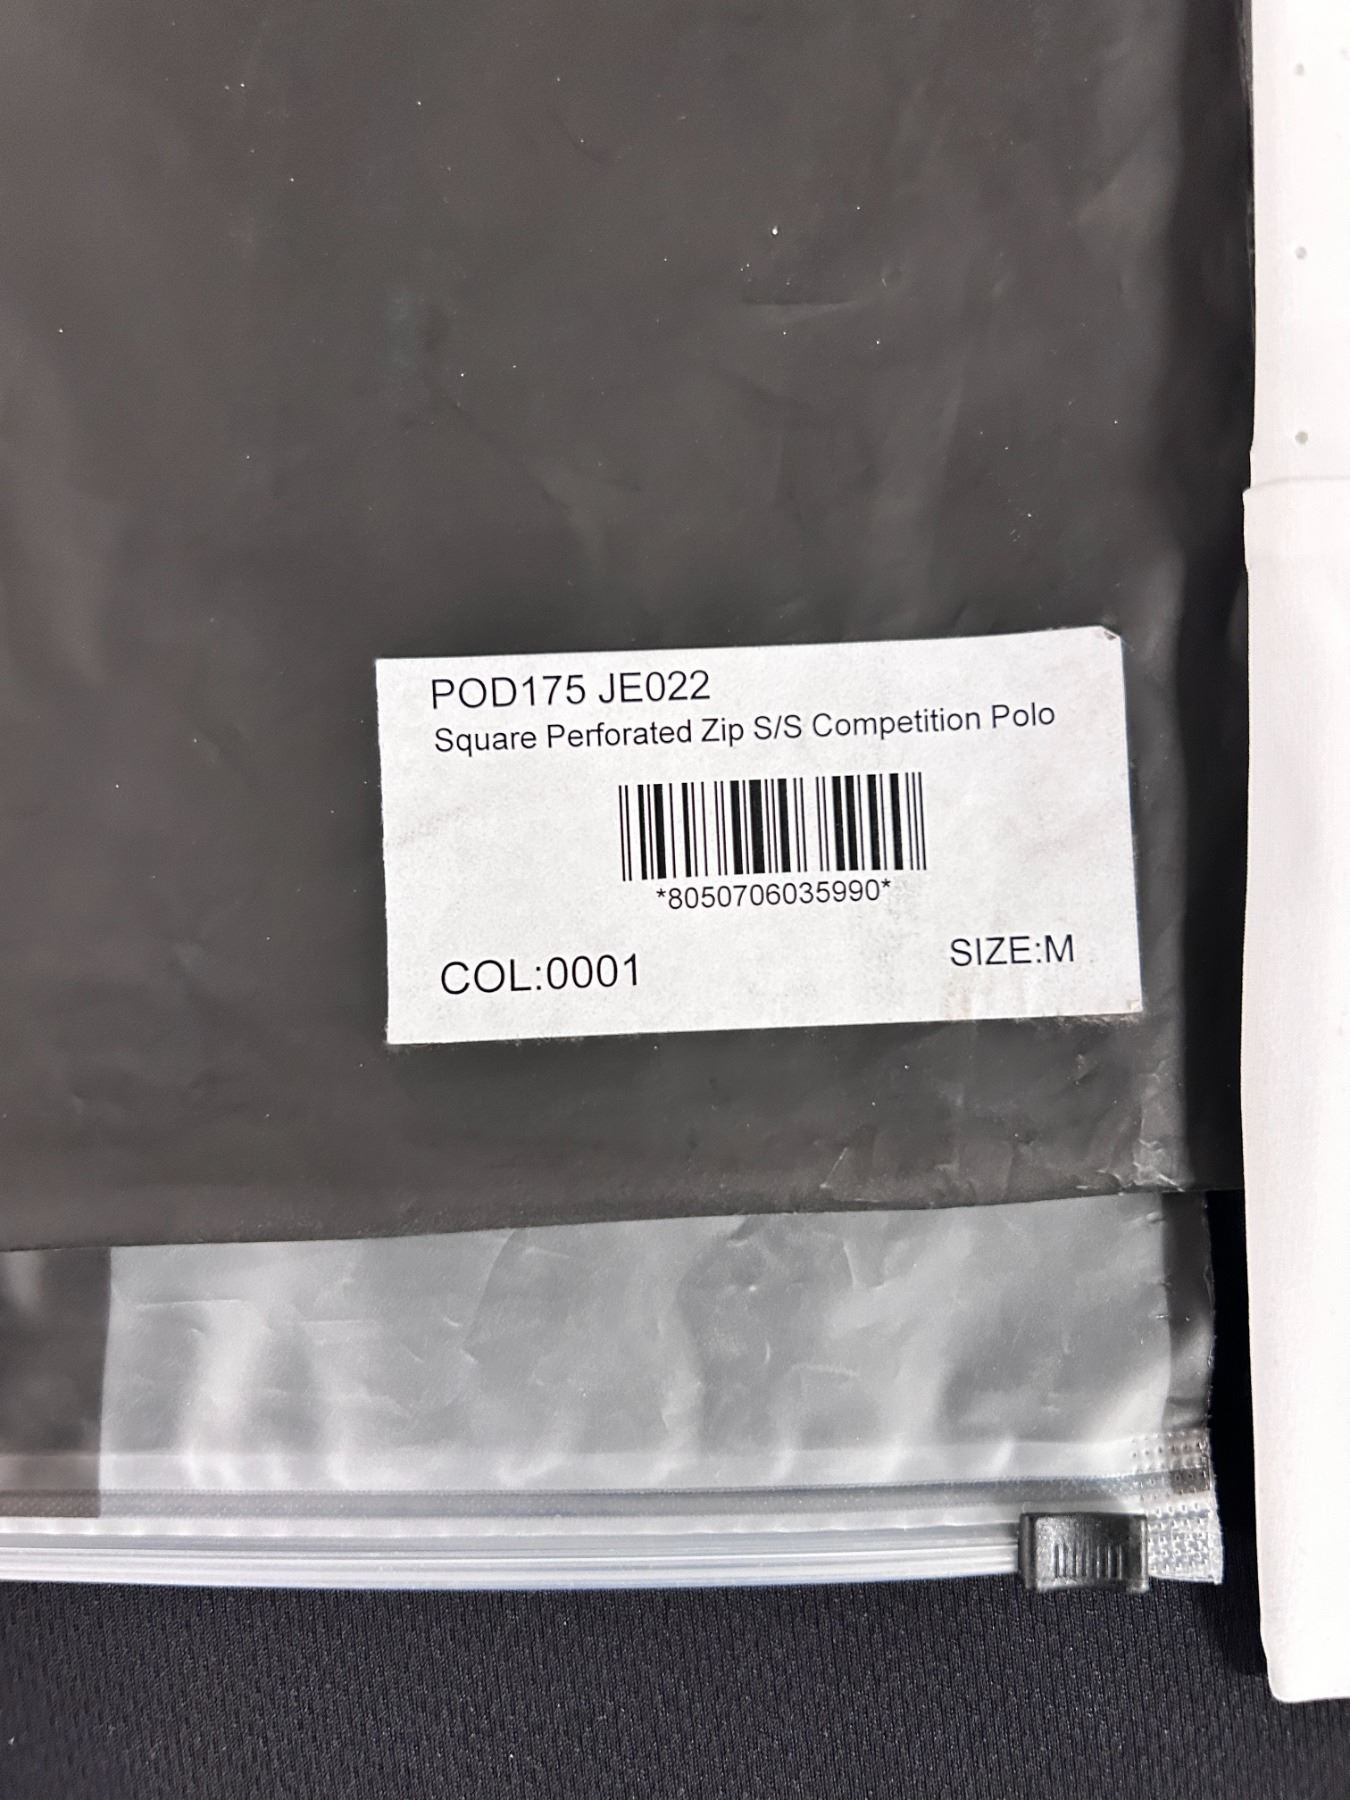 POD175 JE022
Square Perforated Zip S/S Competition Polo
*8050706035990*
COL:0001
SIZE:M